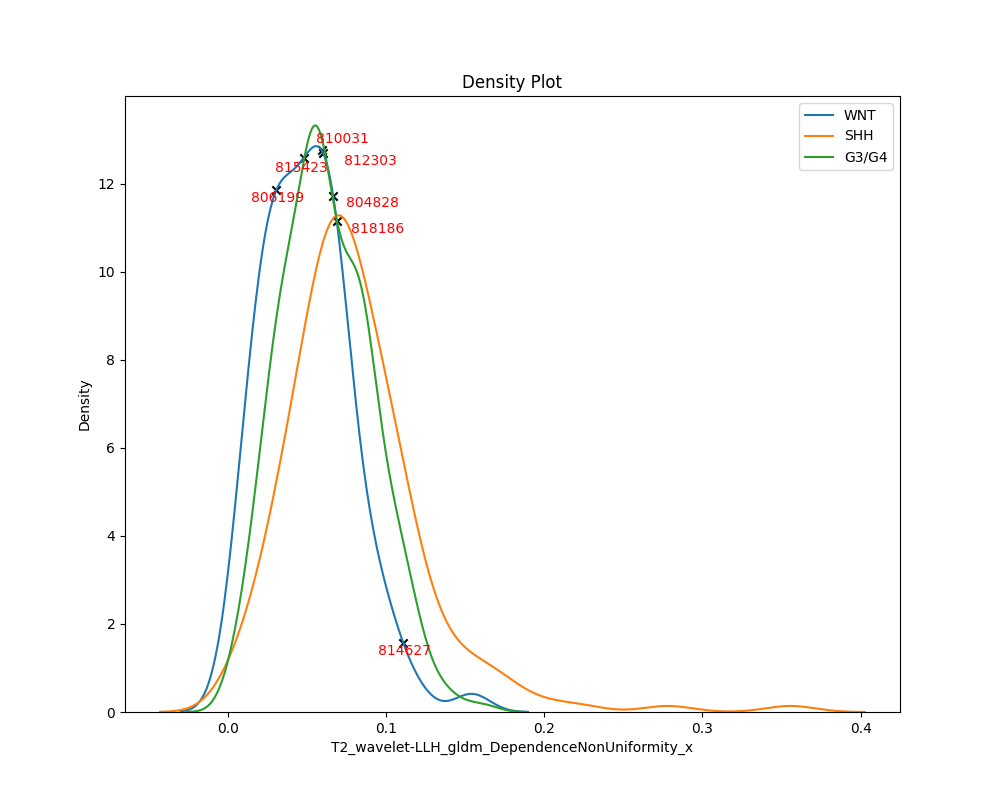 Density Plot
WNT
SHH
G3/G4
810031
812303
815423
806199
804828
818186
814627
Density
12
10
8
6
4
2
0
0.0 0.1 0.2 0.3 0.4
T2_wavelet-LLH_gldm_DependenceNonUniformity_x